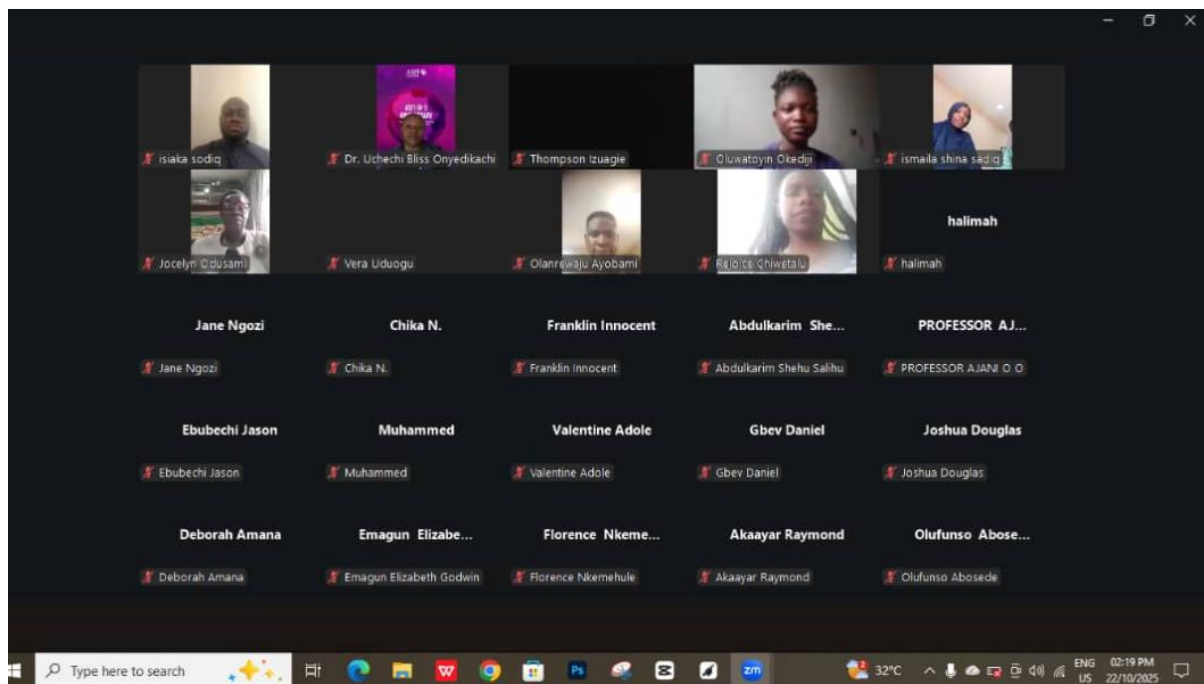 isiaka sodiq
Dr. Uchechi Bliss Onyedikachi
Thompson Izuagie
Oluwatoyin Okediji
ismaila shina sadiq
halimah
Jocelyn Odusami
Vera Uduogu
Olanrewaju Ayobami
Rejoice Chiwetalu
halimah
Jane Ngozi
Chika N.
Franklin Innocent
Abdulkarim She...
PROFESSOR AJ...
Jane Ngozi
Chika N.
Franklin Innocent
Abdulkarim Shehu Salihu
PROFESSOR AJANI O O
Ebubechi Jason
Muhammed
Valentine Adole
Gbev Daniel
Joshua Douglas
Ebubechi Jason
Muhammed
Valentine Adole
Gbev Daniel
Joshua Douglas
Deborah Amana
Emagun Elizabe...
Florence Nkeme...
Akaayar Raymond
Olufunso Abose...
Deborah Amana
Emagun Elizabeth Godwin
Florence Nkemehule
Akaayar Raymond
Olufunso Abosede
Type here to search
W
Ps
zm
2
32°C
ENG
US
02:19 PM
22/10/2025